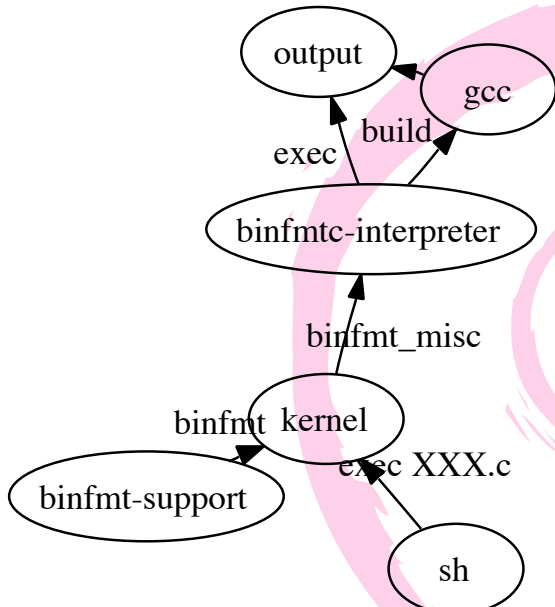 output
gcc
build
exec
binfmtc-interpreter
binfmt_misc
binfmt
kernel
exec XXX.c
binfmt-support
sh